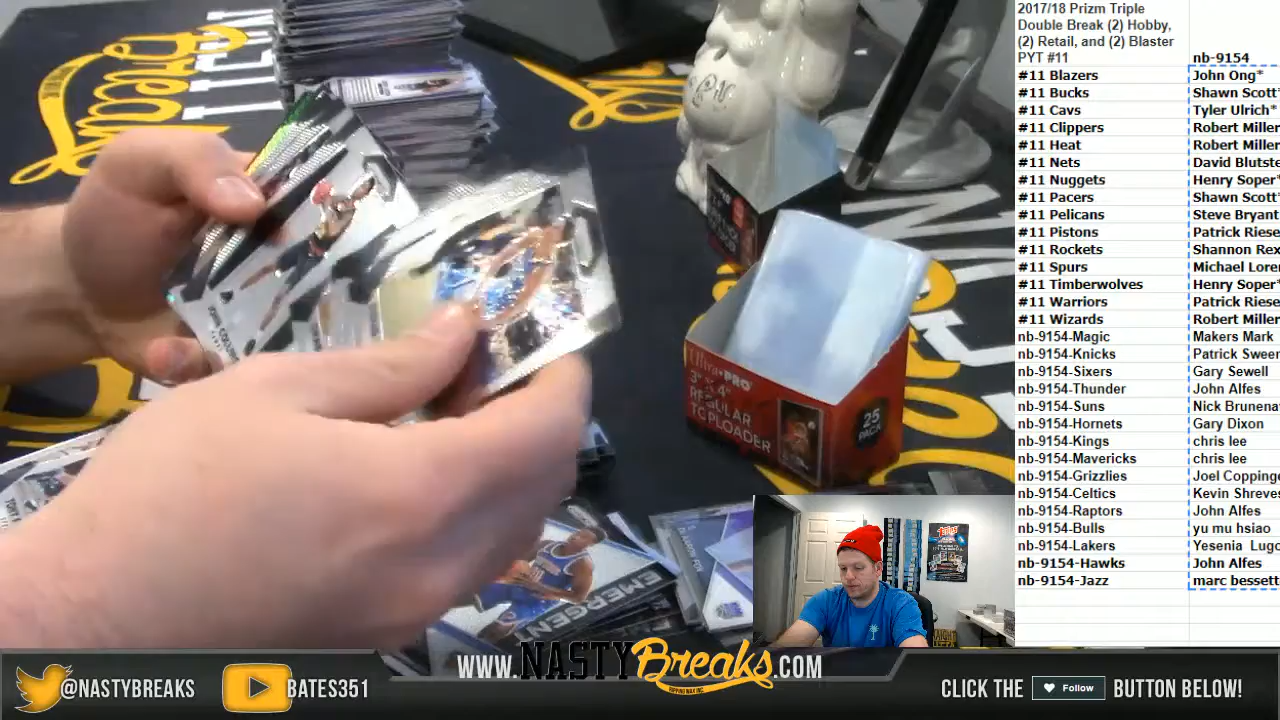 2017/18 Prizm Triple
Double Break (2) Hobby,
(2) Retail, and (2) Blaster
PYT #11 nb-9154
#11 Blazers John Ong*
#11 Bucks Shawn Scott*
#11 Cavs Tyler Ulrich*
#11 Clippers Robert Miller
#11 Heat Robert Miller
#11 Nets David Blutste
#11 Nuggets Henry Soper*
#11 Pacers Shawn Scott*
#11 Pelicans Steve Bryant
#11 Pistons Patrick Riese
#11 Rockets Shannon Rex
#11 Spurs Michael Loren
#11 Timberwolves Henry Soper*
#11 Warriors Patrick Riese
#11 Wizards Robert Miller
nb-9154-Magic Makers Mark
nb-9154-Knicks Patrick Sween
nb-9154-Sixers Gary Sewell
nb-9154-Thunder John Alfes
nb-9154-Suns Nick Brunena
nb-9154-Hornets Gary Dixon
nb-9154-Kings chris lee
nb-9154-Mavericks chris lee
nb-9154-Grizzlies Joel Copping
nb-9154-Celtics Kevin Shreves
nb-9154-Raptors John Alfes
nb-9154-Bulls yu mu hsiao
nb-9154-Lakers Yesenia Lugo
nb-9154-Hawks John Alfes
nb-9154-Jazz marc bessett
Ultra PRO
3" X 4"
REGULAR
TOPLOADER
25
PACK
EMERGENT
@NASTYBREAKS
BATES351
WWW.NASTYBreaks.COM
CLICK THE Follow BUTTON BELOW!